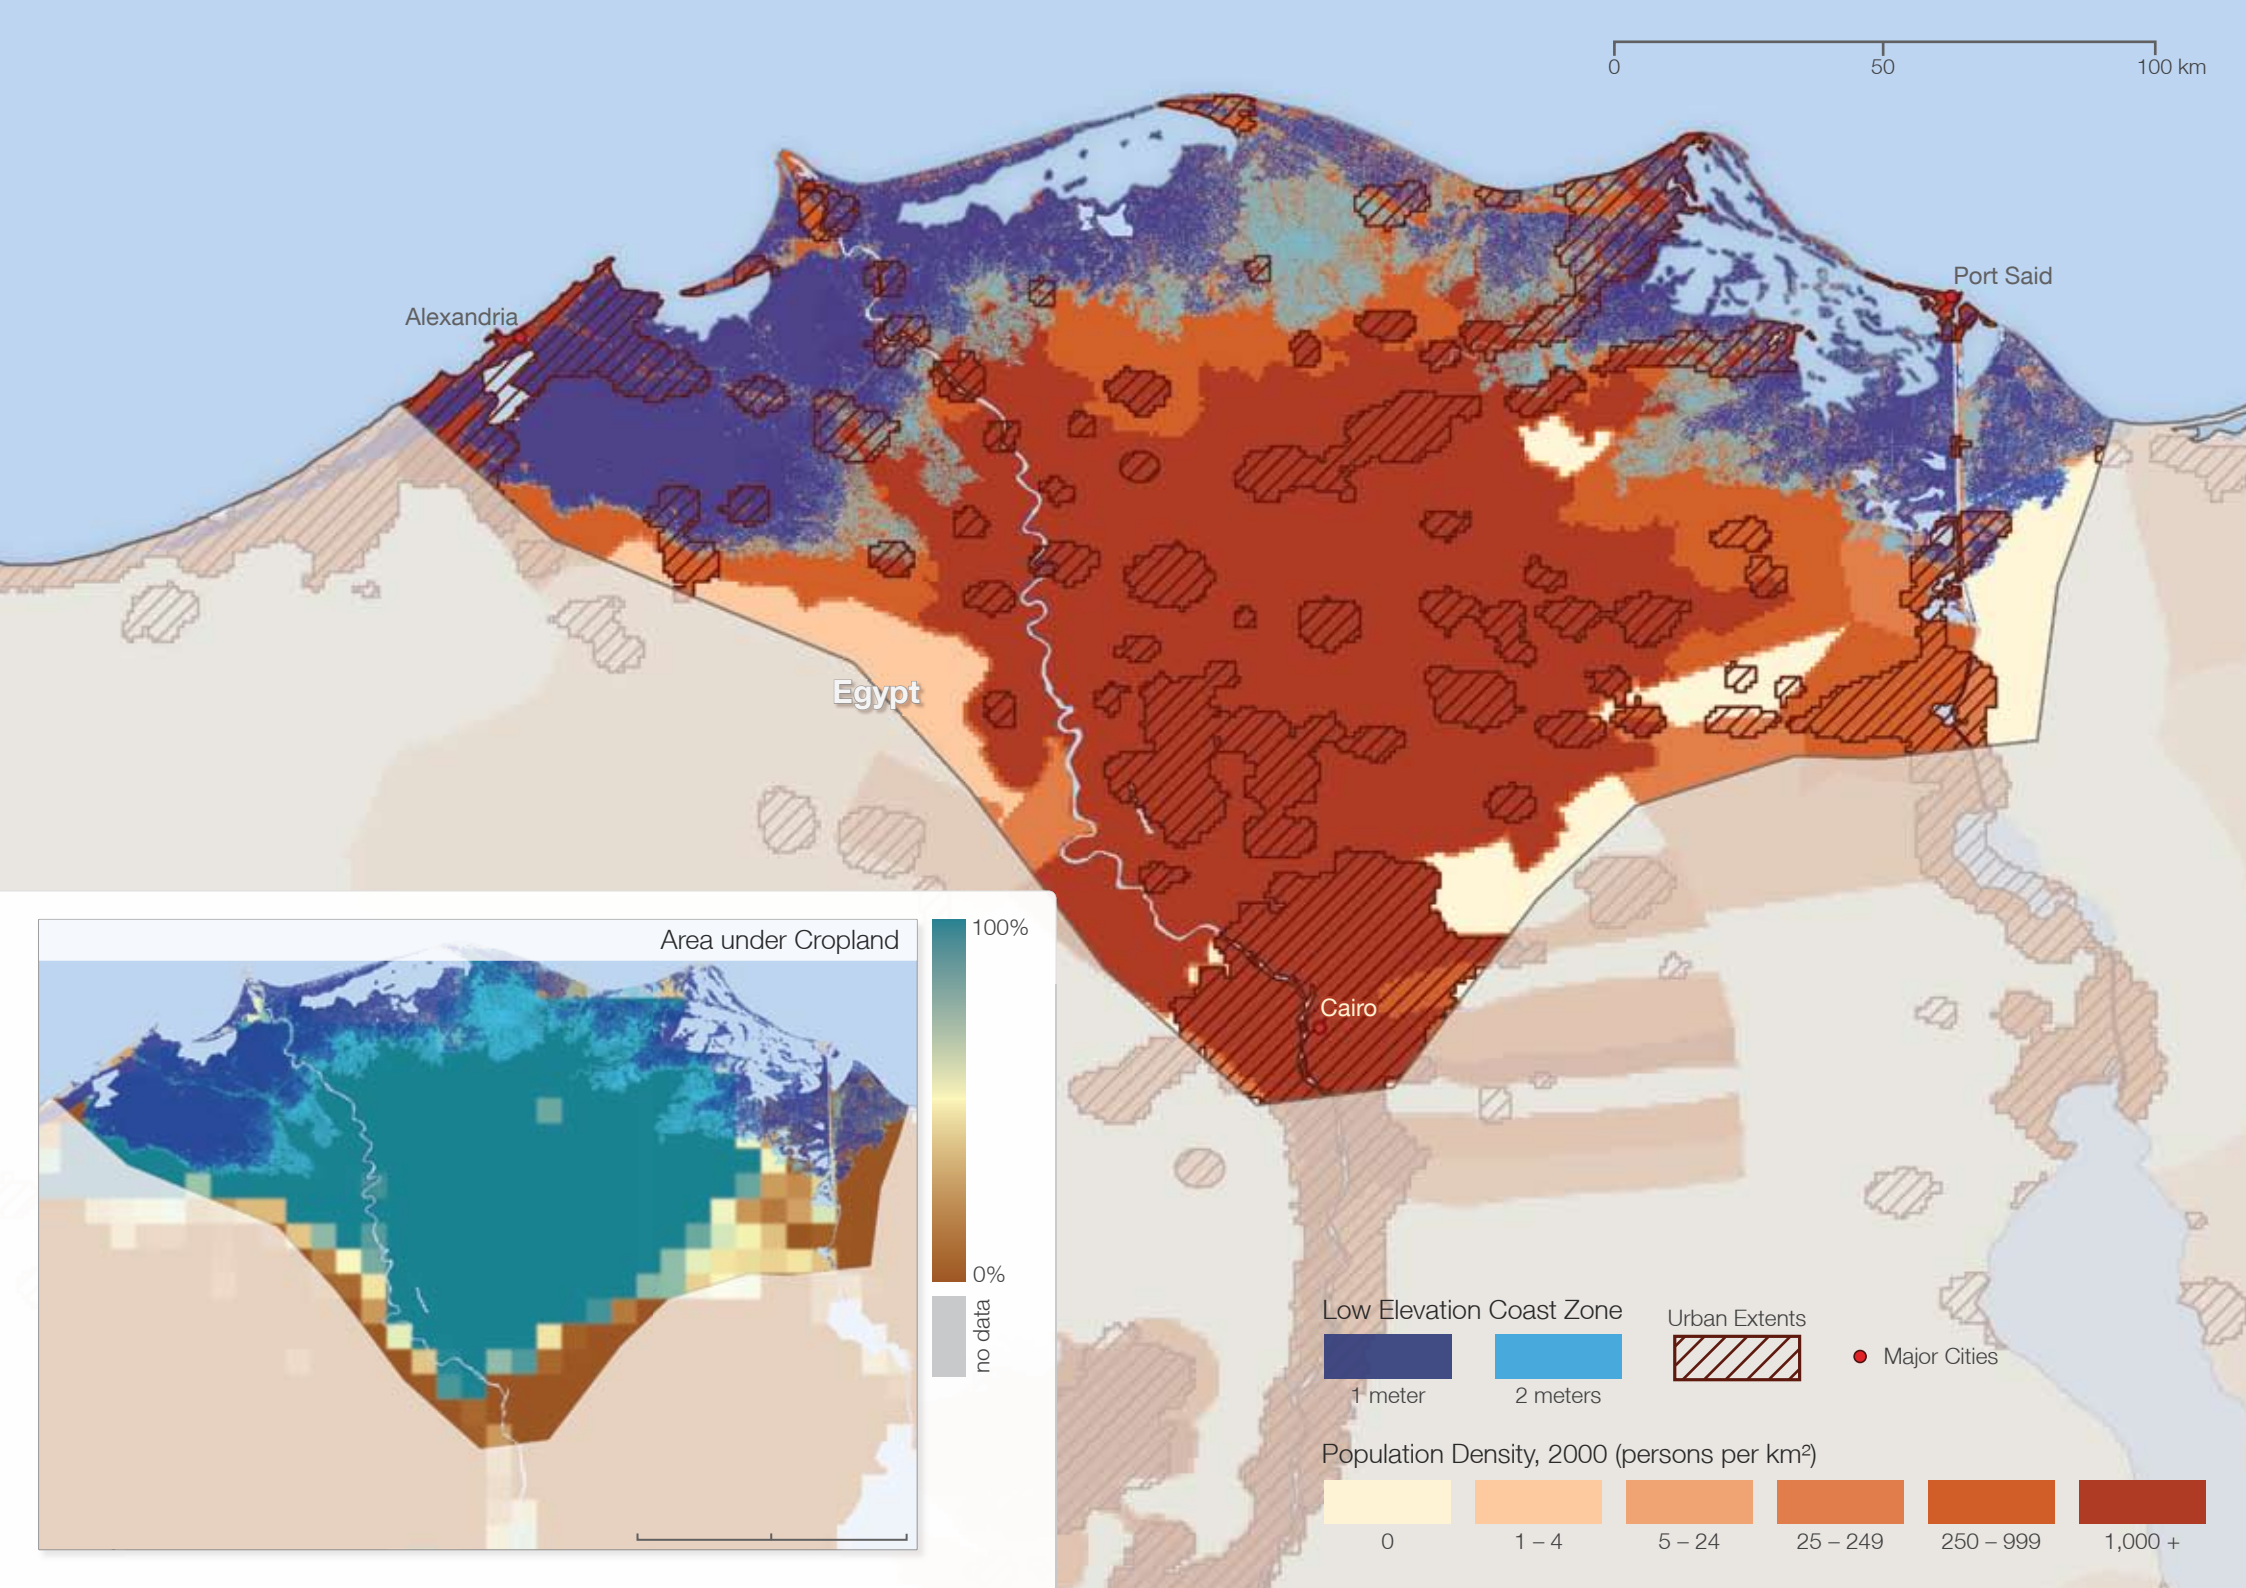 0
50
100 km
Port Said
Alexandria
Egypt
Cairo
Area under Cropland
100%
0%
no data
Low Elevation Coast Zone
1 meter
2 meters
Urban Extents
Major Cities
Population Density, 2000 (persons per km²)
0
1 – 4
5 – 24
25 – 249
250 – 999
1,000 +